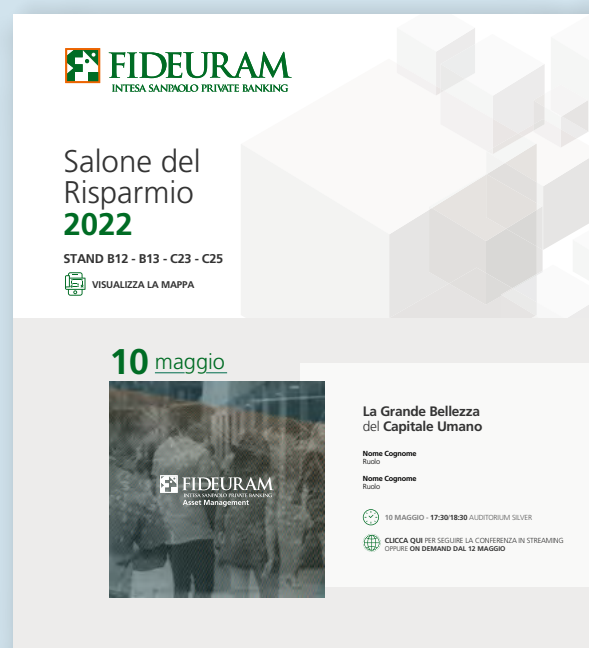 FIDEURAM
INTESA SANPAOLO PRIVATE BANKING
Salone del
Risparmio
2022
STAND B12 - B13 - C23 - C25
VISUALIZZA LA MAPPA
10 maggio
FIDEURAM
INTESA SANPAOLO PRIVATE BANKING
Asset Management
La Grande Bellezza
del Capitale Umano
Nome Cognome
Ruolo
Nome Cognome
Ruolo
10 MAGGIO - 17:30/18:30 AUDITORIUM SILVER
CLICCA QUI PER SEGUIRE LA CONFERENZA IN STREAMING
OPPURE ON DEMAND DAL 12 MAGGIO